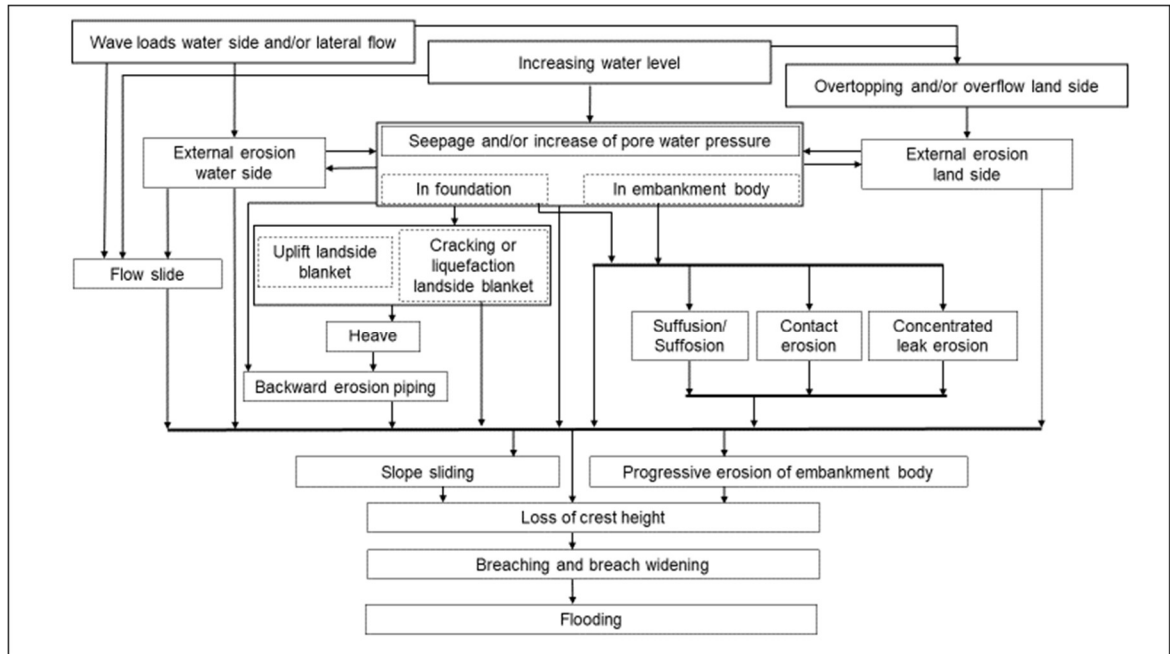 Wave loads water side and/or lateral flow
Increasing water level
Overtopping and/or overflow land side
Seepage and/or increase of pore water pressure
External erosion
water side
External erosion
land side
In foundation
In embankment body
Uplift landside
blanket
Cracking or
liquefaction
landside blanket
Flow slide
Heave
Suffusion/
Suffosion
Contact
erosion
Concentrated
leak erosion
Backward erosion piping
Slope sliding
Progressive erosion of embankment body
Loss of crest height
Breaching and breach widening
Flooding